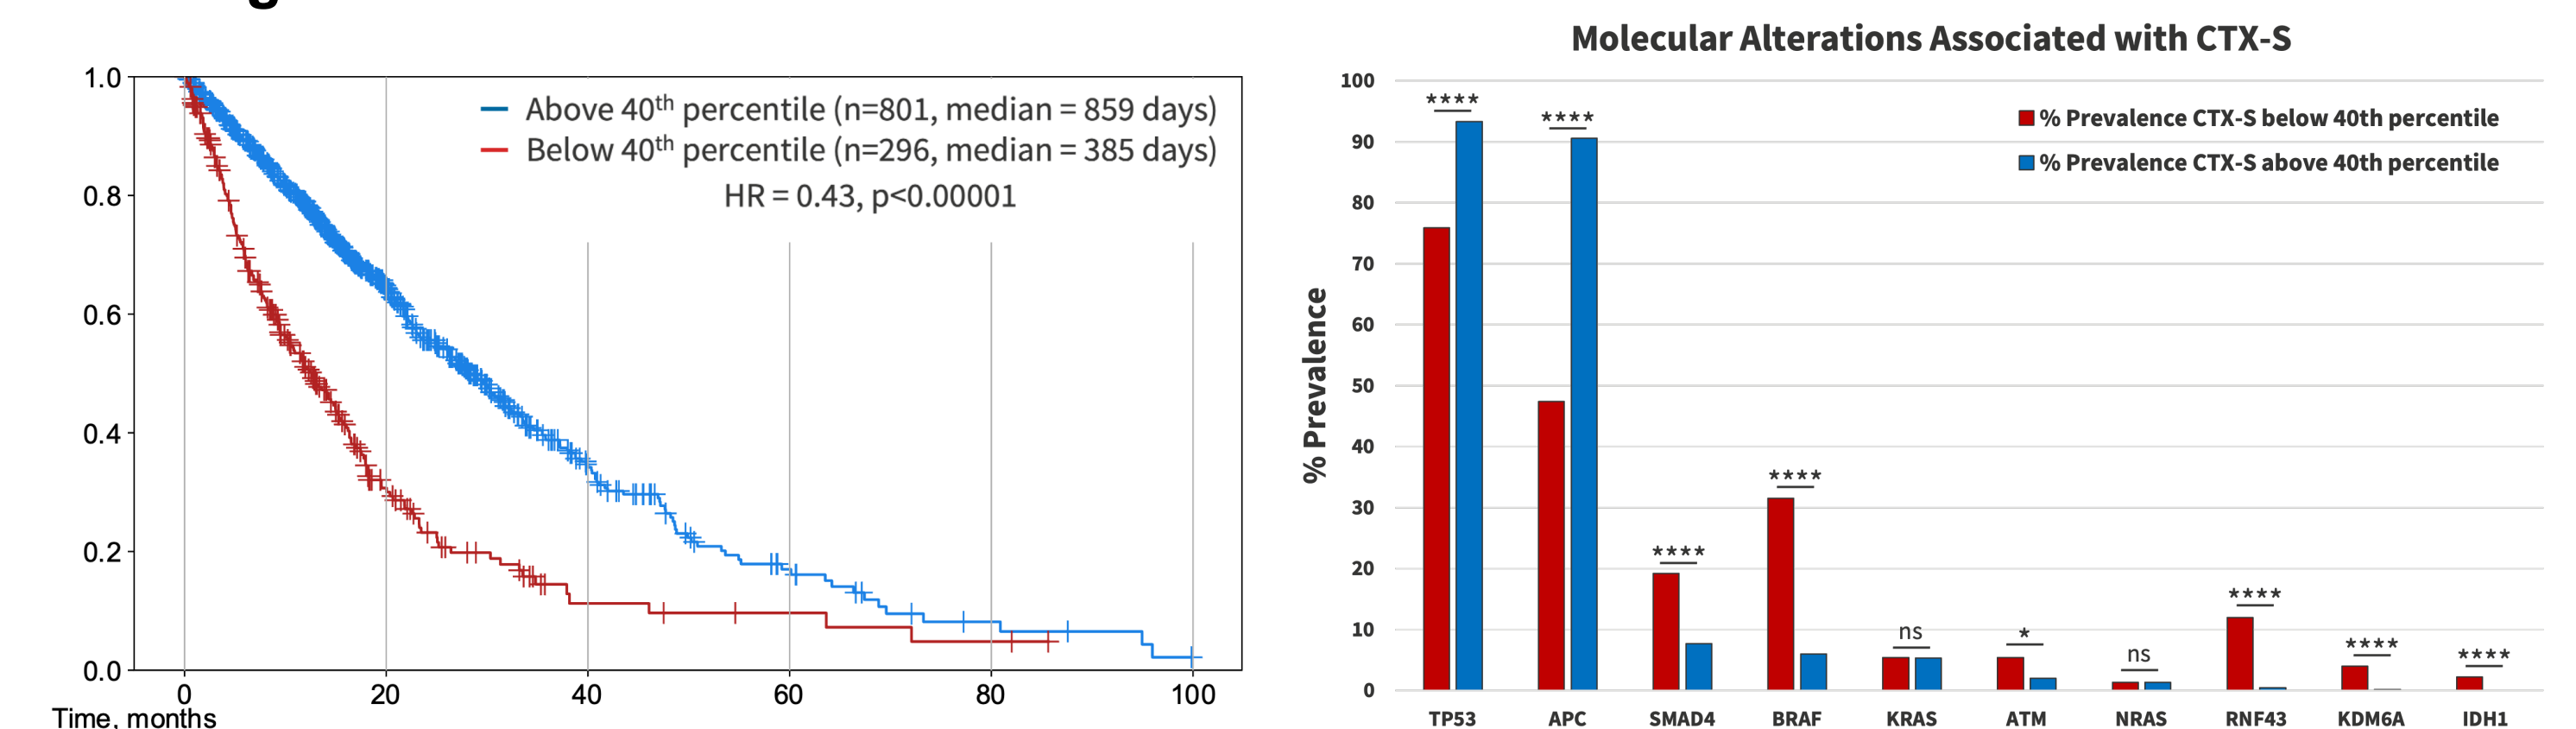 Above 40th percentile (n=801, median = 859 days)
Below 40th percentile (n=296, median = 385 days)
HR = 0.43, p<0.00001
1.0
0.8
0.6
0.4
0.2
0.0
0 20 40 60 80 100
Time, months
Molecular Alterations Associated with CTX-S
% Prevalence CTX-S below 40th percentile
% Prevalence CTX-S above 40th percentile
% Prevalence
100
90
80
70
60
50
40
30
20
10
0
**** **** **** **** ns * ns **** **** ****
TP53 APC SMAD4 BRAF KRAS ATM NRAS RNF43 KDM6A IDH1